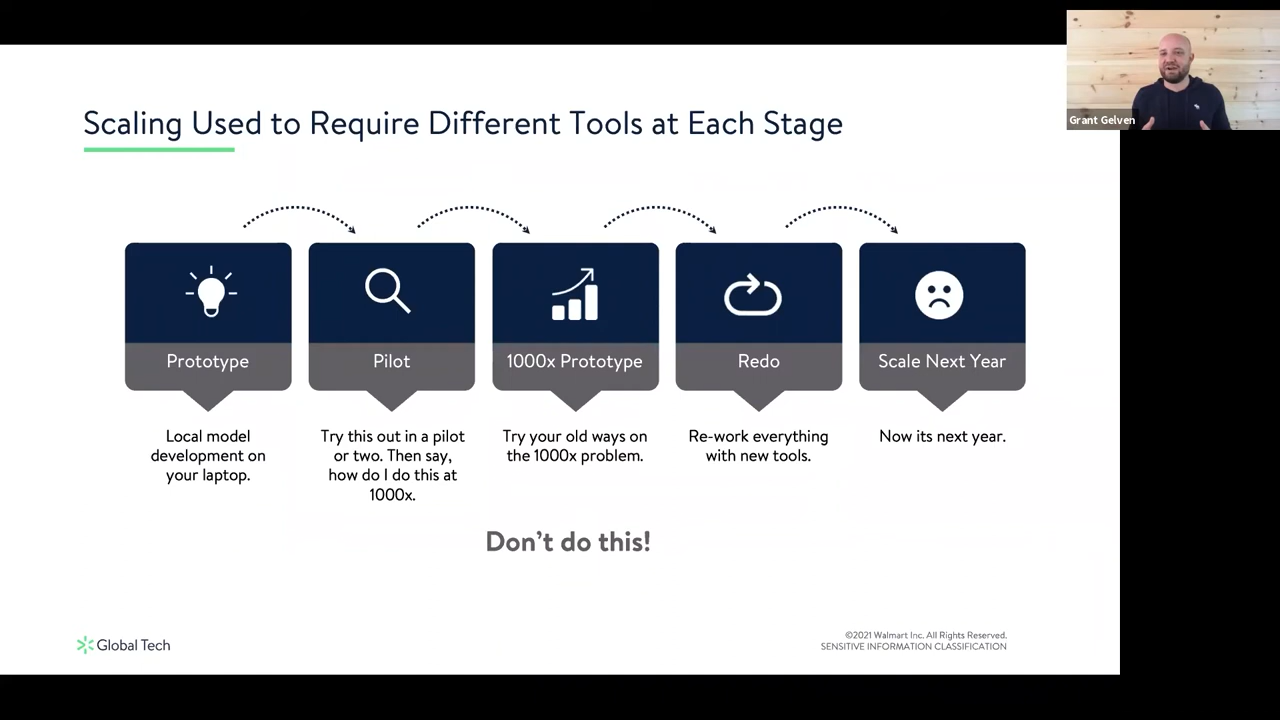 Scaling Used to Require Different Tools at Each Stage
Grant Gelven
Prototype
Pilot
1000x Prototype
Redo
Scale Next Year
Local model
development on
your laptop.
Try this out in a pilot
or two. Then say,
how do I do this at
1000x.
Try your old ways on
the 1000x problem.
Re-work everything
with new tools.
Now its next year.
Don't do this!
Global Tech
©2021 Walmart Inc. All Rights Reserved.
SENSITIVE INFORMATION CLASSIFICATION